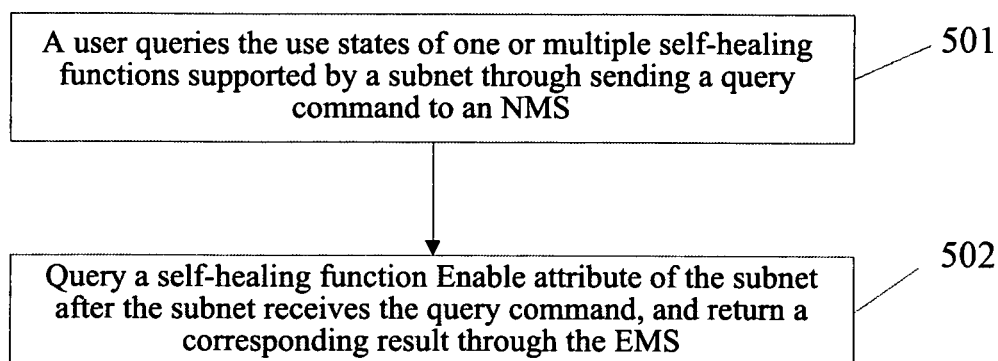 A user queries the use states of one or multiple self-healing
functions supported by a subnet through sending a query
command to an NMS
501
Query a self-healing function Enable attribute of the subnet
after the subnet receives the query command, and return a
corresponding result through the EMS
502